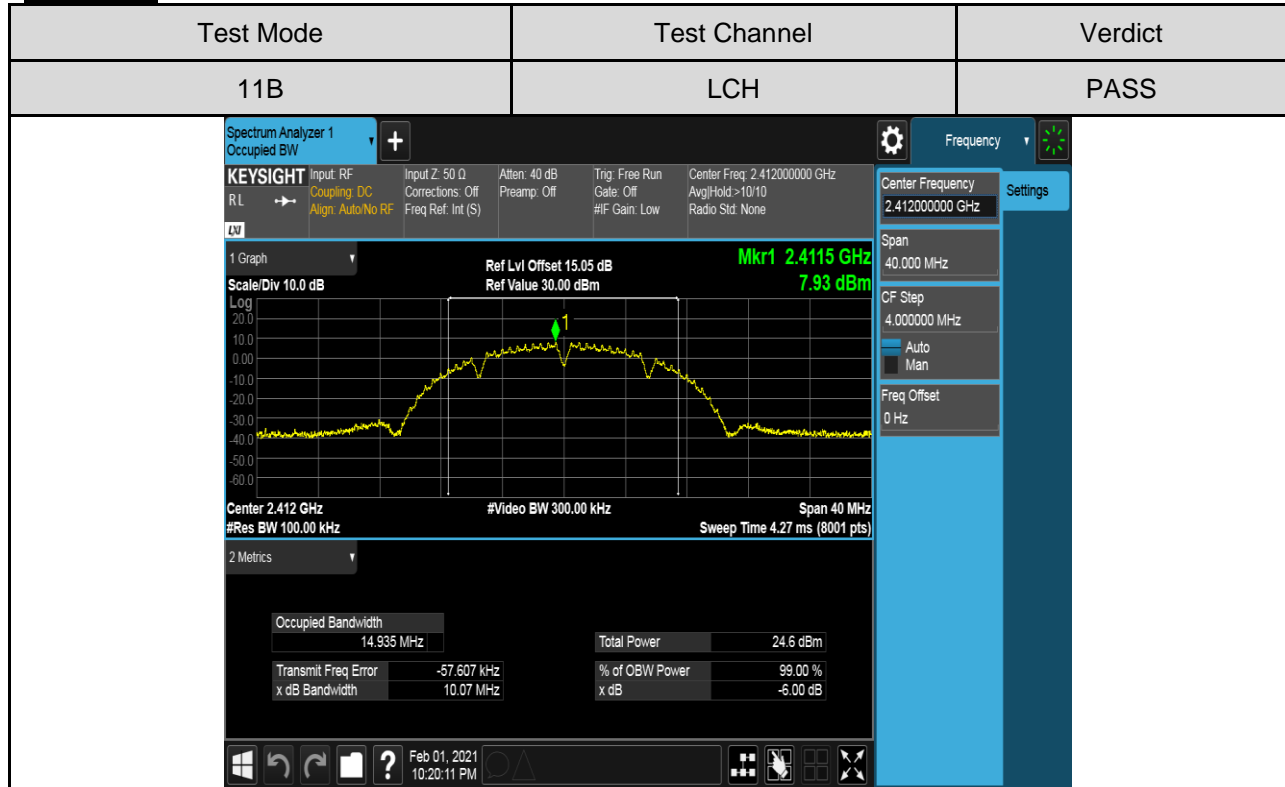 Test Mode Test Channel Verdict
11B LCH PASS
Spectrum Analyzer 1
Occupied BW
+
Frequency
KEYSIGHT Input: RF Input Z: 50 Ω Atten: 40 dB Trig: Free Run Center Freq: 2.412000000 GHz
Coupling: DC Corrections: Off Preamp: Off Gate: Off Avg|Hold:>10/10
RL Align: Auto/No RF Freq Ref: Int (S) #IF Gain: Low Radio Std: None
LXI
Center Frequency
2.412000000 GHz
Settings
Span
40.000 MHz
CF Step
4.000000 MHz
Auto
Man
Freq Offset
0 Hz
1 Graph
Ref Lvl Offset 15.05 dB
Mkr1 2.4115 GHz
Scale/Div 10.0 dB Ref Value 30.00 dBm 7.93 dBm
Log
20.0
1
10.0
0.00
-10.0
-20.0
-30.0
-40.0
-50.0
-60.0
Center 2.412 GHz #Video BW 300.00 kHz Span 40 MHz
#Res BW 100.00 kHz Sweep Time 4.27 ms (8001 pts)
2 Metrics
Occupied Bandwidth
14.935 MHz Total Power 24.6 dBm
Transmit Freq Error -57.607 kHz % of OBW Power 99.00 %
x dB Bandwidth 10.07 MHz x dB -6.00 dB
? Feb 01, 2021
10:20:11 PM